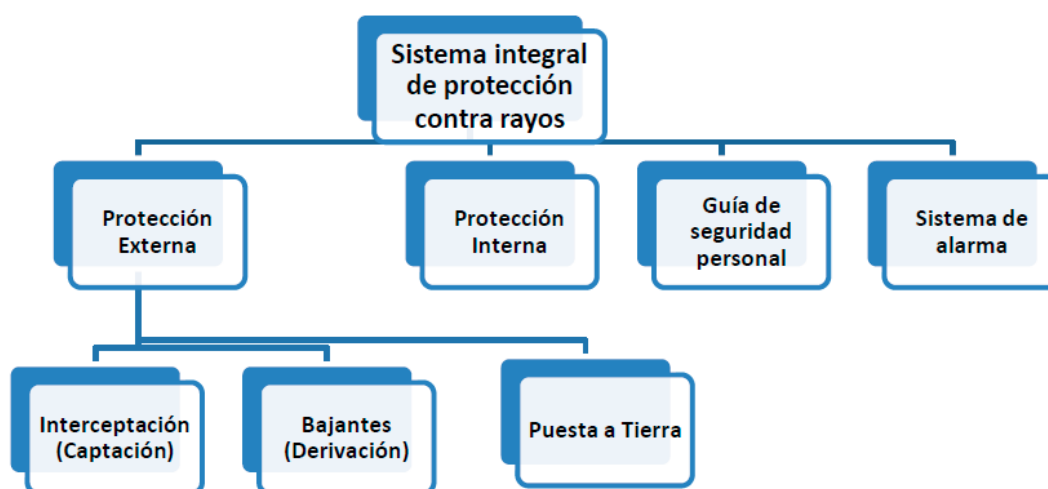 Sistema integral
de protección
contra rayos
Protección
Externa
Protección
Interna
Guía de
seguridad
personal
Sistema de
alarma
Interceptación
(Captación)
Bajantes
(Derivación)
Puesta a Tierra